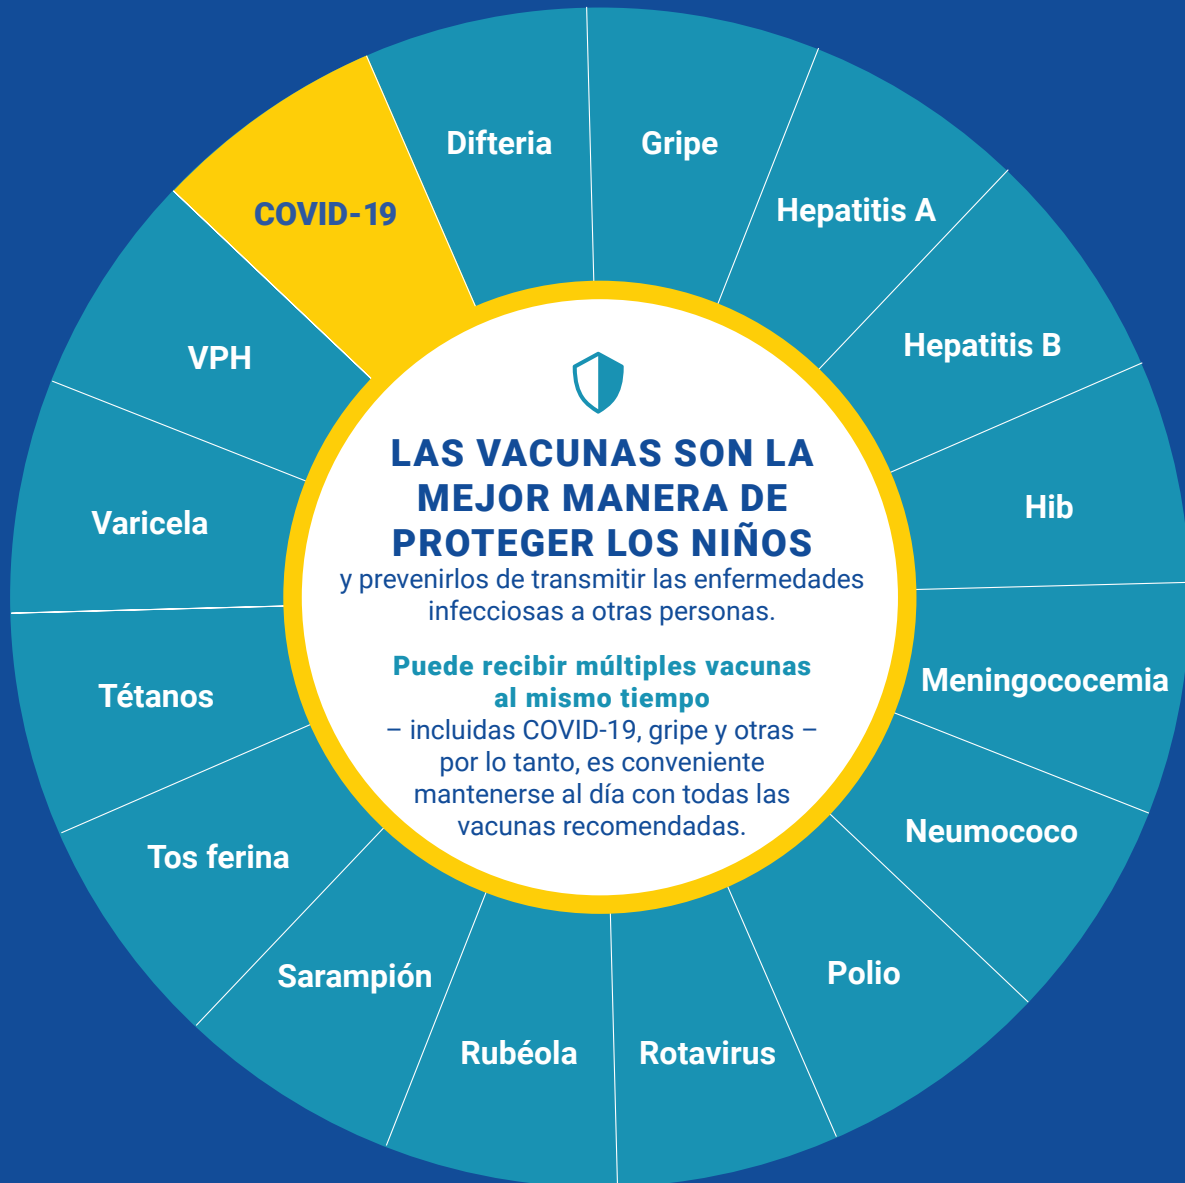 COVID-19
Difteria
Gripe
Hepatitis A
Hepatitis B
Hib
Meningococemia
Neumococo
Polio
Rotavirus
Rubéola
Sarampión
Tos ferina
Tétanos
Varicela
VPH
LAS VACUNAS SON LA
MEJOR MANERA DE
PROTEGER LOS NIÑOS
y prevenirlos de transmitir las enfermedades
infecciosas a otras personas.
Puede recibir múltiples vacunas
al mismo tiempo
– incluidas COVID-19, gripe y otras –
por lo tanto, es conveniente
mantenerse al día con todas las
vacunas recomendadas.